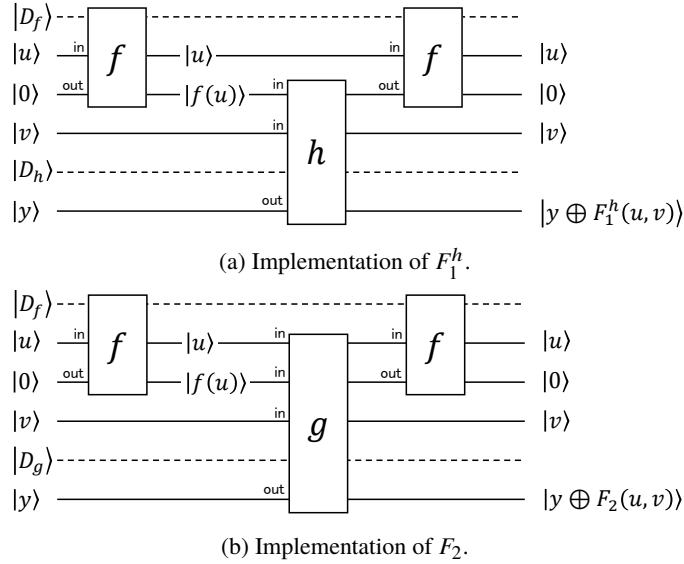 |D_f⟩
|u⟩ in f |u⟩ in f |u⟩
|0⟩ out |f(u)⟩ in out |0⟩
|v⟩ in |v⟩
|D_h⟩ h
|y⟩ out |y ⊕ F_1^h(u, v)⟩
(a) Implementation of F_1^h.
|D_f⟩
|u⟩ in f |u⟩ in in f |u⟩
|0⟩ out |f(u)⟩ in out |0⟩
|v⟩ in g |v⟩
|D_g⟩
|y⟩ out |y ⊕ F_2(u, v)⟩
(b) Implementation of F_2.